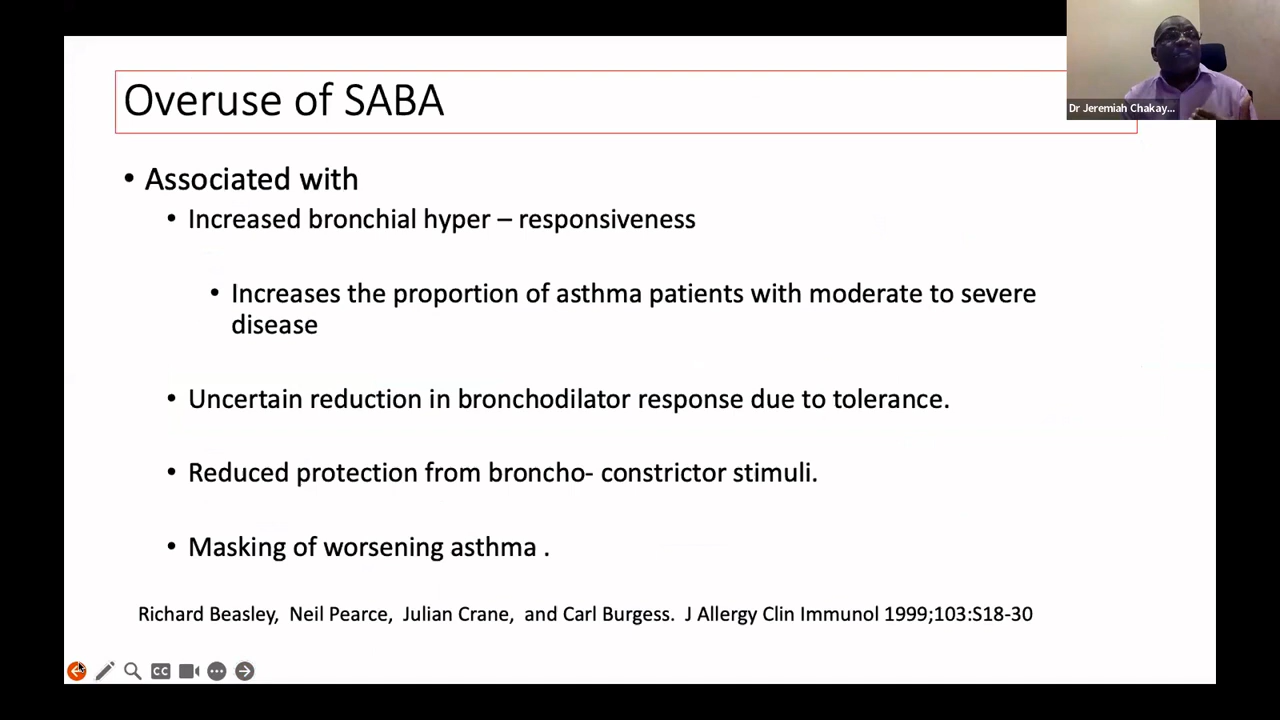 Overuse of SABA
Dr Jeremiah Chakay...
• Associated with
• Increased bronchial hyper – responsiveness
• Increases the proportion of asthma patients with moderate to severe
disease
• Uncertain reduction in bronchodilator response due to tolerance.
• Reduced protection from broncho- constrictor stimuli.
• Masking of worsening asthma .
Richard Beasley, Neil Pearce, Julian Crane, and Carl Burgess. J Allergy Clin Immunol 1999;103:S18-30
CC